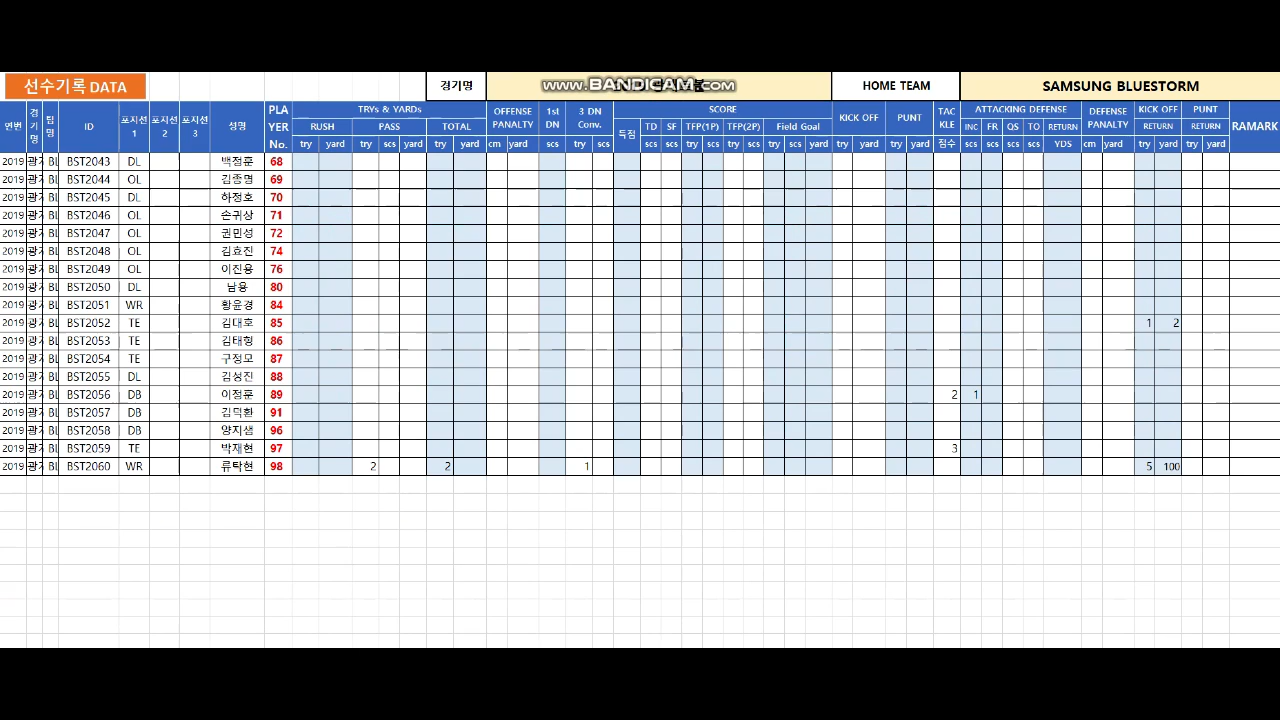 선수기록 DATA 경기명 www.BANDICAM.com HOME TEAM SAMSUNG BLUESTORM
연번 경기명 팀명 ID 포지션1 포지션2 포지션3 성명 PLAYER No. TRYs & YARDs OFFENSE PENALTY 1st DN 3 DN Conv. SCORE KICK OFF PUNT TACKLE ATTACKING DEFENSE DEFENSE PENALTY KICK OFF PUNT REMARK
RUSH PASS TOTAL 득점 TD SF TFP(1P) TFP(2P) Field Goal INC FR QS TO RETURN RETURN RETURN
try yard try scs yard try yard cm yard scs try scs scs scs try scs try scs try scs yard try yard try yard 점수 scs scs scs scs YDS cm yard try yard try yard
2019 BST2043 DL 백정훈 68
2019 BST2044 OL 김종명 69
2019 BST2045 DL 하정호 70
2019 BST2046 OL 손귀상 71
2019 BST2047 OL 권민성 72
2019 BST2048 OL 김효진 74
2019 BST2049 OL 이진용 76
2019 BST2050 DL 남용 80
2019 BST2051 WR 황윤경 84
2019 BST2052 TE 김대호 85 1 2
2019 BST2053 TE 김태형 86
2019 BST2054 TE 구정모 87
2019 BST2055 DL 김성진 88
2019 BST2056 DB 이정훈 89 2 1
2019 BST2057 DB 김덕환 91
2019 BST2058 DB 양지샘 96
2019 BST2059 TE 박재현 97 3
2019 BST2060 WR 류탁현 98 2 2 1 5 100